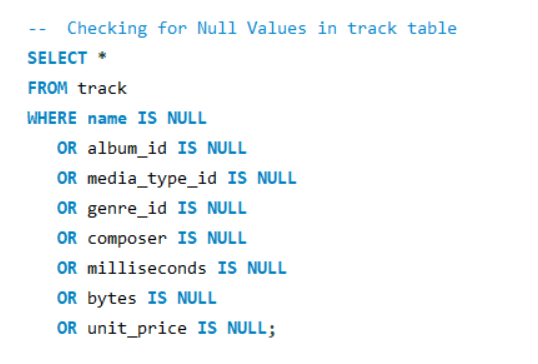 --  Checking for Null Values in track table
SELECT *
FROM track
WHERE name IS NULL
   OR album_id IS NULL
   OR media_type_id IS NULL
   OR genre_id IS NULL
   OR composer IS NULL
   OR milliseconds IS NULL
   OR bytes IS NULL
   OR unit_price IS NULL;